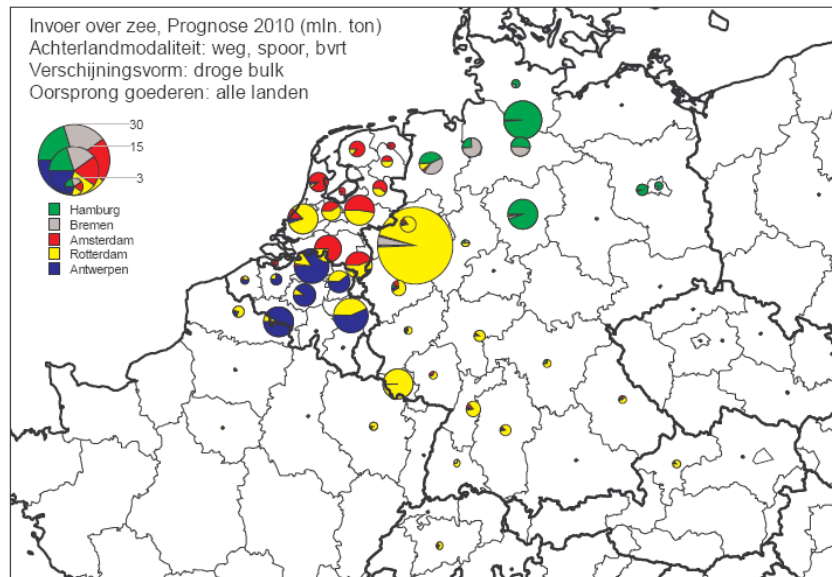 Invoer over zee, Prognose 2010 (mln. ton)
Achterlandmodaliteit: weg, spoor, bvrt
Verschijningsvorm: droge bulk
Oorsprong goederen: alle landen
30
15
3
Hamburg
Bremen
Amsterdam
Rotterdam
Antwerpen